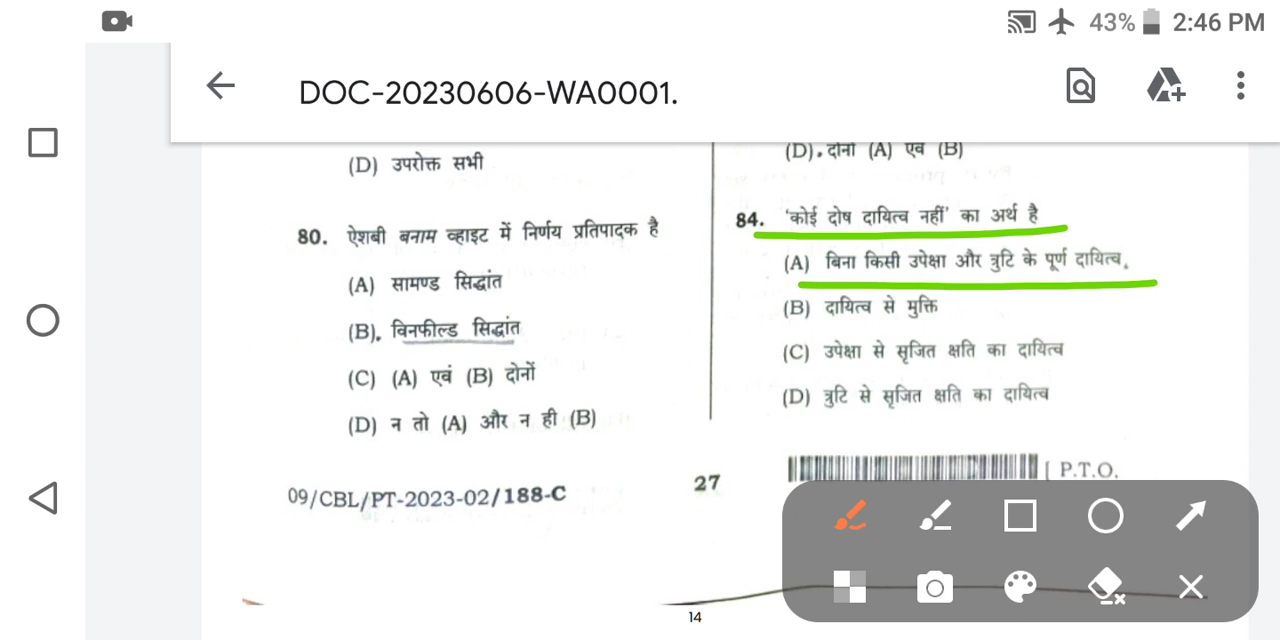 43% 2:46 PM
DOC-20230606-WA0001.
(D) उपरोक्त सभी
80. ऐशबी बनाम व्हाइट में निर्णय प्रतिपादक है
(A) सामण्ड सिद्धांत
(B). विनफील्ड सिद्धांत
(C) (A) एवं (B) दोनों
(D) न तो (A) और न ही (B)
09/CBL/PT-2023-02/188-C
27
(D). दोनों (A) एवं (B)
84. 'कोई दोष दायित्व नहीं' का अर्थ है
(A) बिना किसी उपेक्षा और त्रुटि के पूर्ण दायित्व.
(B) दायित्व से मुक्ति
(C) उपेक्षा से सृजित क्षति का दायित्व
(D) त्रुटि से सृजित क्षति का दायित्व
[ P.T.O.
14